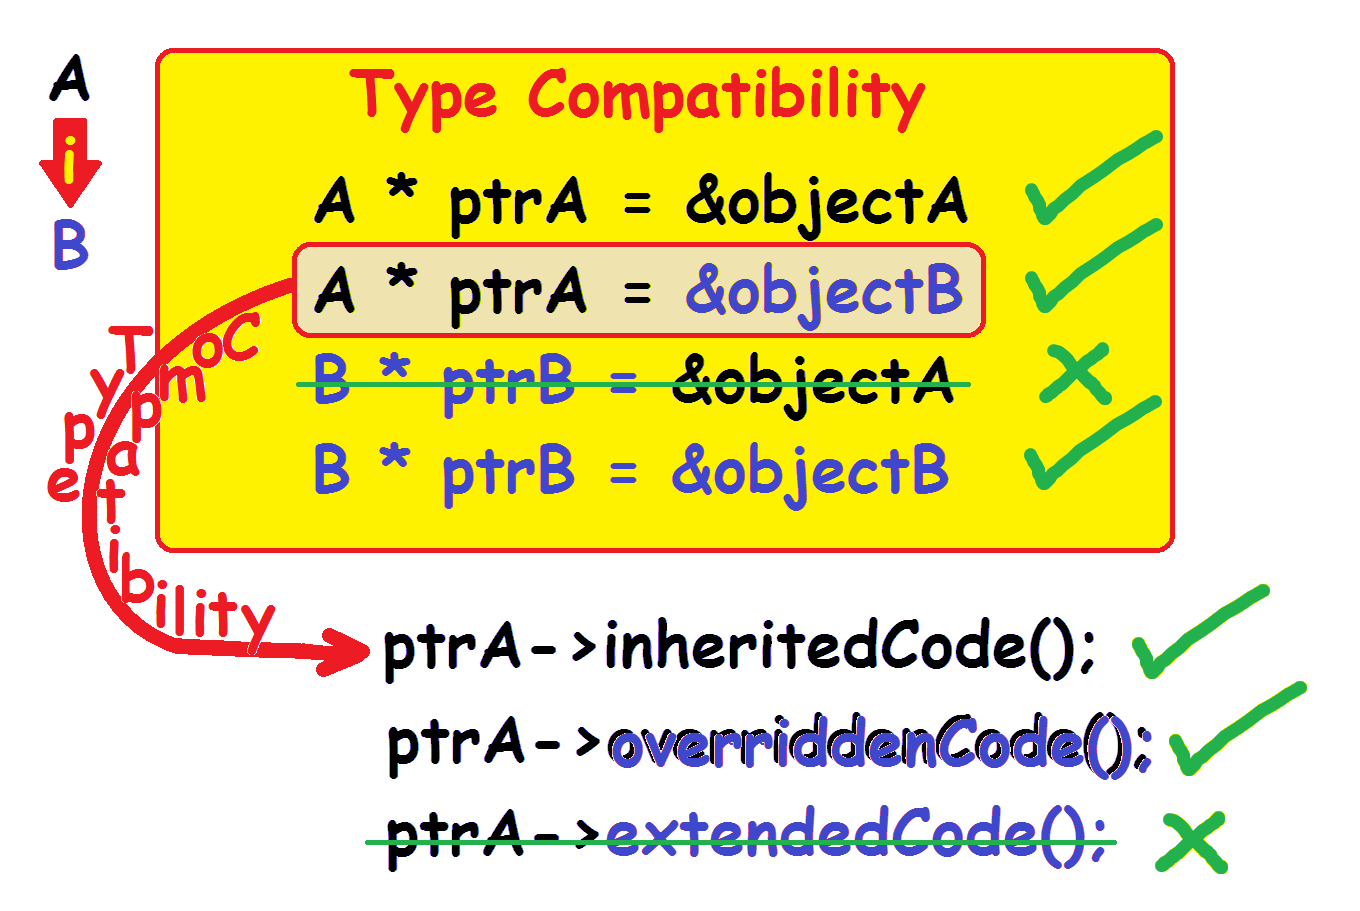 A
i
B
Type Compatibility
A * ptrA = &objectA
A * ptrA = &objectB
B * ptrB = &objectA
B * ptrB = &objectB
Type
Compatibility
ptrA->inheritedCode();
ptrA->overriddenCode();
ptrA->extendedCode();